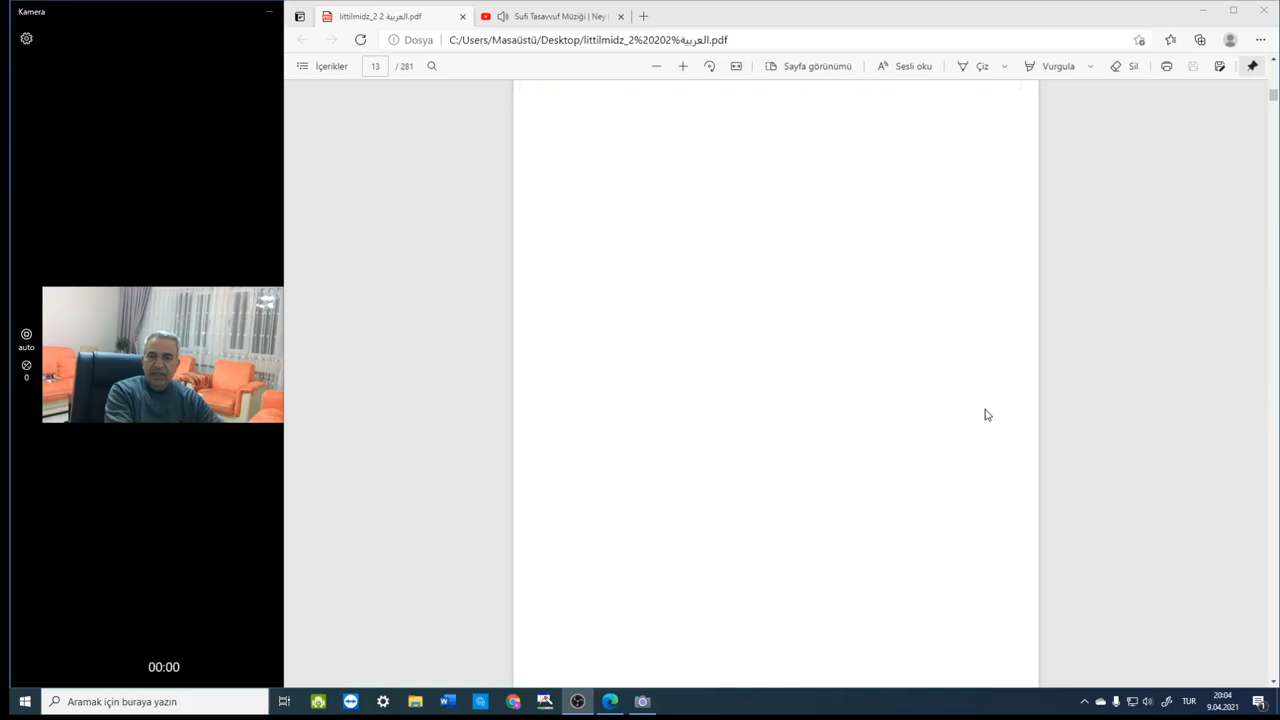 Kamera
littilmidz_2 2 العربية.pdf
Sufi Tasavvuf Müziği | Ney |
Dosya
C:/Users/Masaüstü/Desktop/littilmidz_2%20202%العربية.pdf
İçerikler
13
/ 281
Sayfa görünümü
Sesli oku
Çiz
Vurgula
Sil
auto
0
00:00
Aramak için buraya yazın
TUR
20:04
9.04.2021